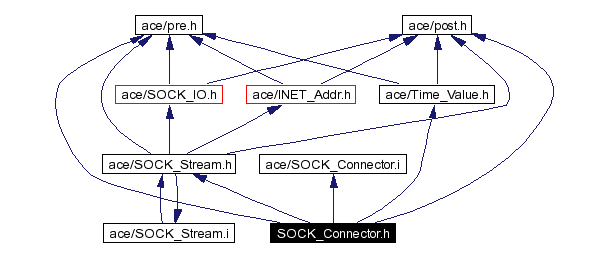 ace/pre.h
ace/post.h
ace/SOCK_IO.h
ace/INET_Addr.h
ace/Time_Value.h
ace/SOCK_Stream.h
ace/SOCK_Connector.i
ace/SOCK_Stream.i
SOCK_Connector.h